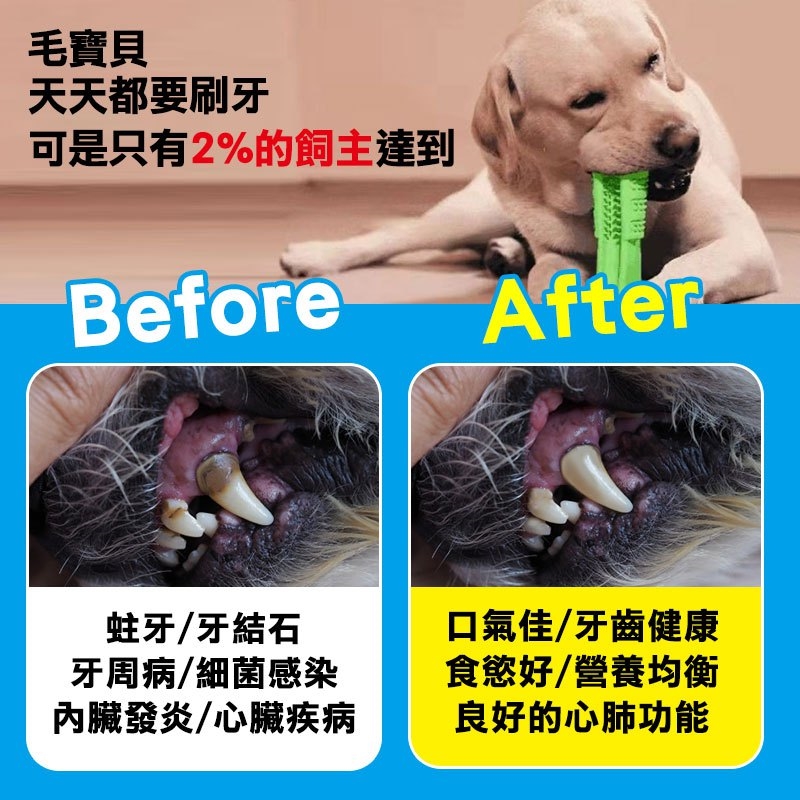 毛寶貝
天天都要刷牙
可是只有2%的飼主達到
Before
After
蛀牙/牙結石
牙周病/細菌感染
內臟發炎/心臟疾病
口氣佳/牙齒健康
食慾好/營養均衡
良好的心肺功能